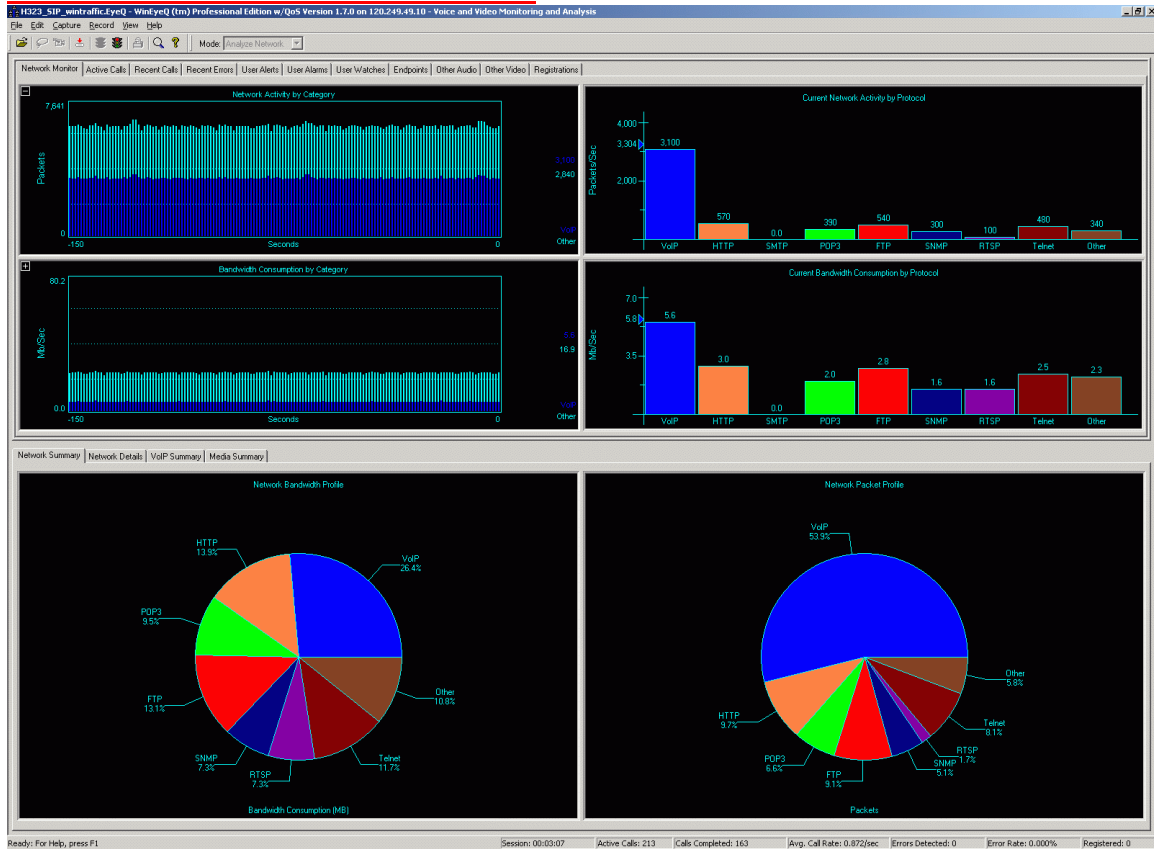 H323_SIP_wintraffic.EyeQ - WinEyeQ (tm) Professional Edition w/QoS Version 1.7.0 on 120.249.49.10 - Voice and Video Monitoring and Analysis
File Edit Capture Record View Help
Mode: Analyze Network
Network Monitor Active Calls Recent Calls Recent Errors User Alerts User Alarms User Watches Endpoints Other Audio Other Video Registrations
Network Activity by Category
7,641
Packets
0
-150
Seconds
0
3,100
2,640
VoIP
Other
Current Network Activity by Protocol
Packets/Sec
4,000
3,304
2,000
3,100
570
0.0
390
540
300
100
480
340
VoIP HTTP SMTP POP3 FTP SNMP RTSP Telnet Other
Bandwidth Consumption by Category
80.2
Mb/Sec
0.0
-150
Seconds
0
16.9
VoIP
Other
Current Bandwidth Consumption by Protocol
Mb/Sec
7.0
5.8
3.5
5.6
3.0
0.0
2.0
2.8
1.6
1.6
2.5
2.3
VoIP HTTP SMTP POP3 FTP SNMP RTSP Telnet Other
Network Summary Network Details VoIP Summary Media Summary
Network Bandwidth Profile
HTTP
13.9%
VoIP
26.4%
POP3
9.5%
FTP
13.1%
SNMP
7.3%
RTSP
7.3%
Telnet
11.7%
Other
10.8%
Bandwidth Consumption (MB)
Network Packet Profile
VoIP
53.9%
HTTP
9.7%
POP3
6.6%
FTP
9.1%
SNMP
5.1%
RTSP
1.7%
Telnet
8.1%
Other
5.8%
Packets
Ready: For Help, press F1
Session: 00:03:07
Active Calls: 213
Calls Completed: 163
Avg. Call Rate: 0.872/sec
Errors Detected: 0
Error Rate: 0.000%
Registered: 0